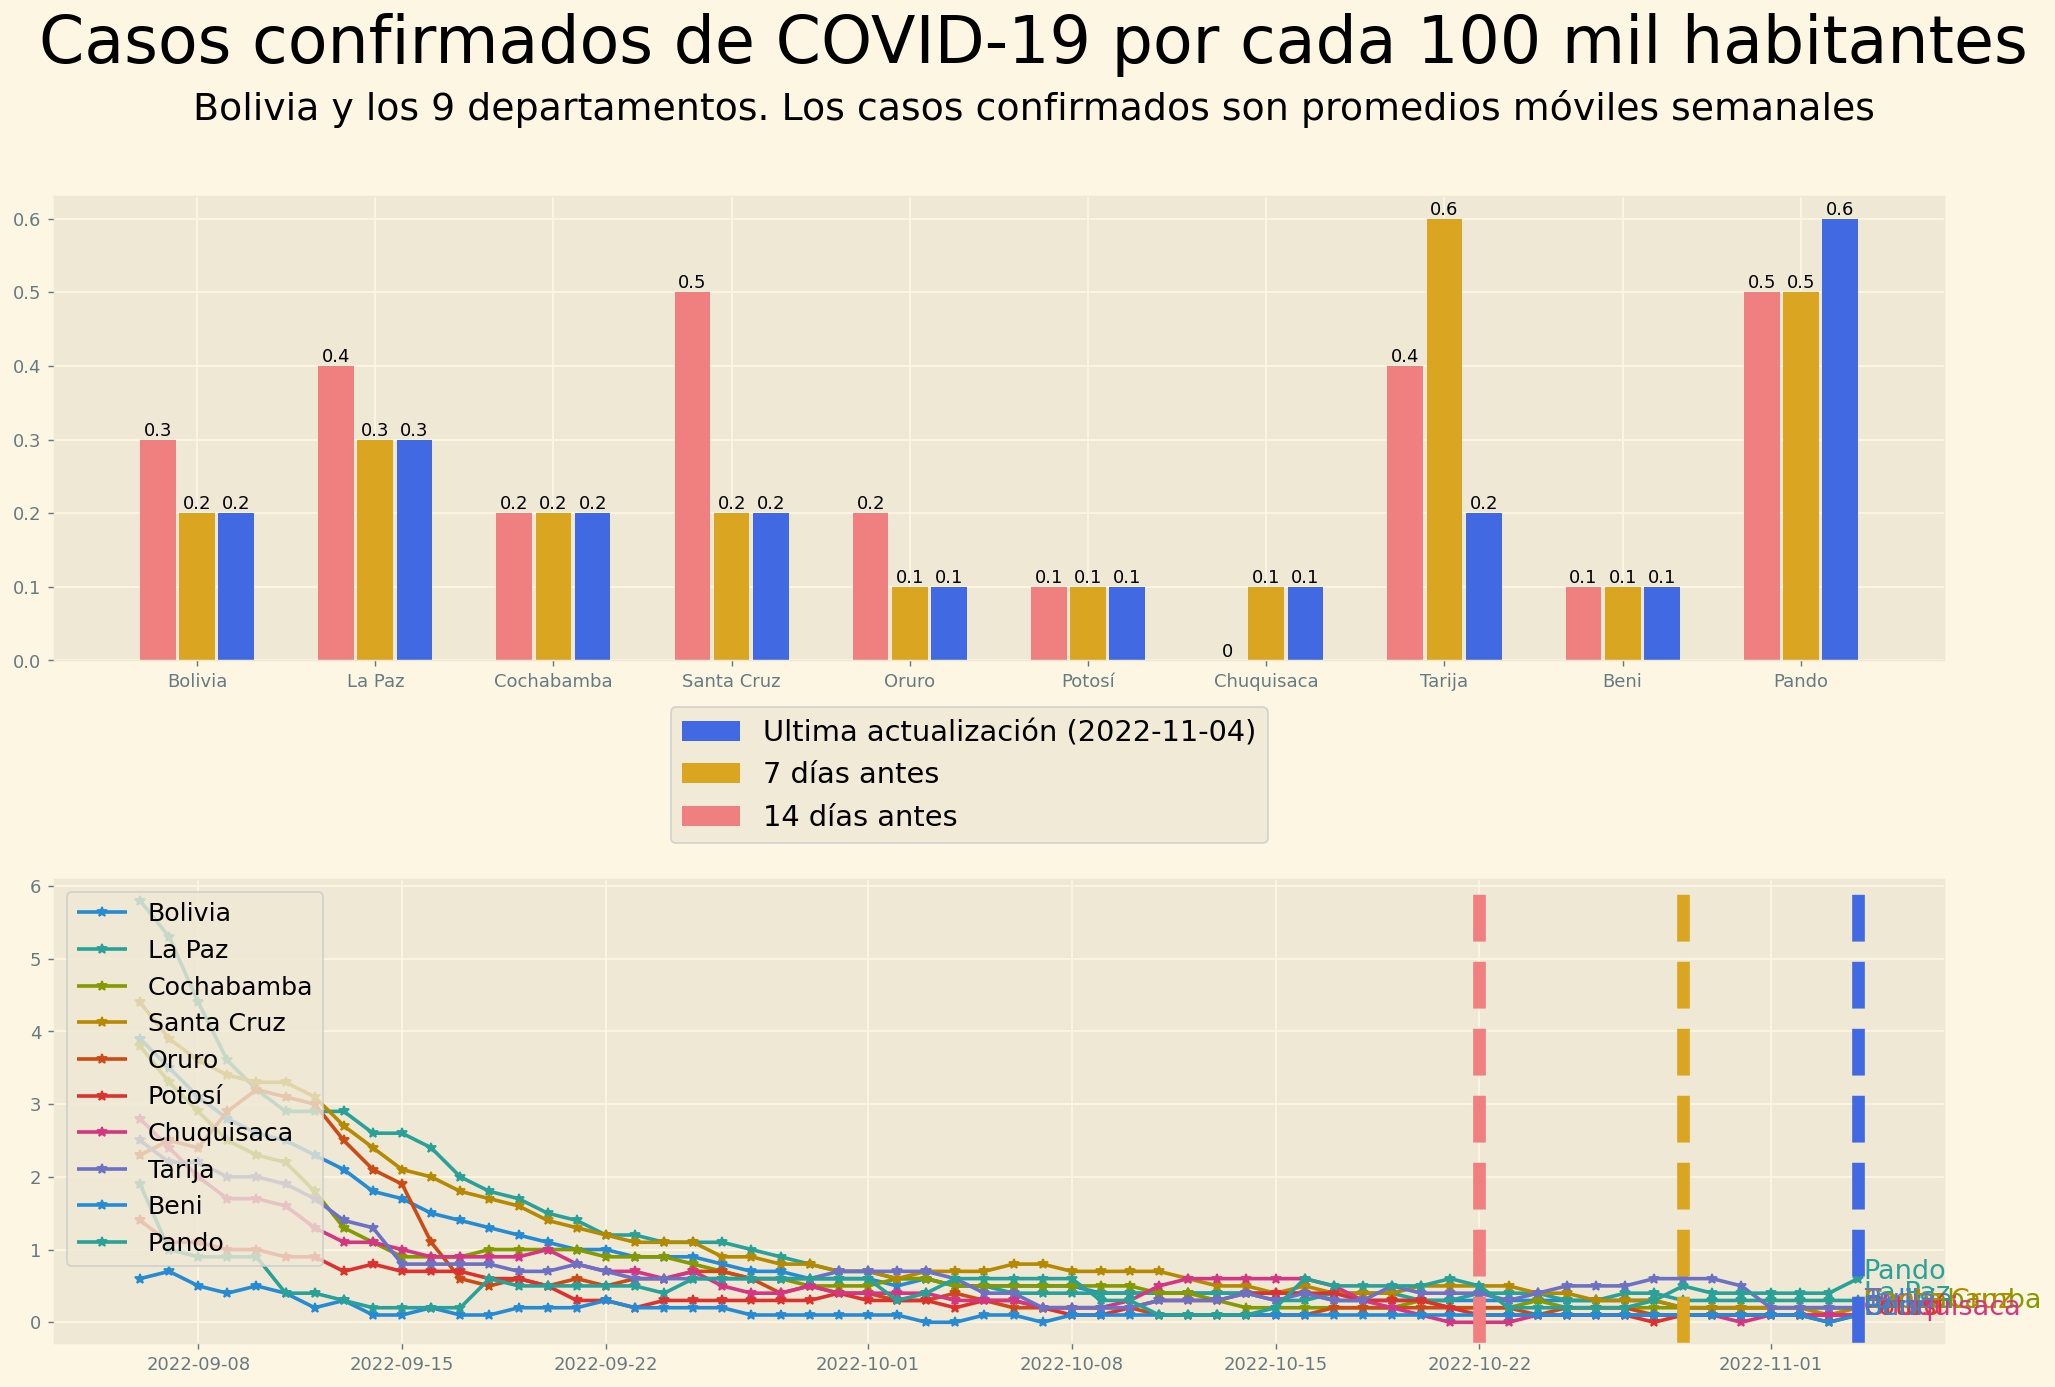 Casos confirmados de COVID-19 por cada 100 mil habitantes
Bolivia y los 9 departamentos. Los casos confirmados son promedios móviles semanales
0.6
0.5
0.4
0.3
0.2
0.1
0.0
0.3 0.2 0.2
0.4 0.3 0.3
0.2 0.2 0.2
0.5 0.2 0.2
0.2 0.1 0.1
0.1 0.1 0.1
0 0.1 0.1
0.4 0.6 0.2
0.1 0.1 0.1
0.5 0.5 0.6
Bolivia La Paz Cochabamba Santa Cruz Oruro Potosí Chuquisaca Tarija Beni Pando
Ultima actualización (2022-11-04)
7 días antes
14 días antes
6
5
4
3
2
1
0
Bolivia
La Paz
Cochabamba
Santa Cruz
Oruro
Potosí
Chuquisaca
Tarija
Beni
Pando
Pando
La Paz
2022-09-08 2022-09-15 2022-09-22 2022-10-01 2022-10-08 2022-10-15 2022-10-22 2022-11-01